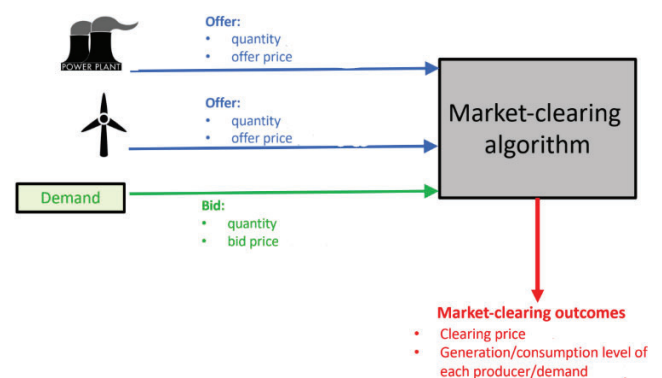 Offer:
• quantity
• offer price
POWER PLANT
Offer:
• quantity
• offer price
Market-clearing
algorithm
Demand
Bid:
• quantity
• bid price
Market-clearing outcomes
• Clearing price
• Generation/consumption level of
each producer/demand